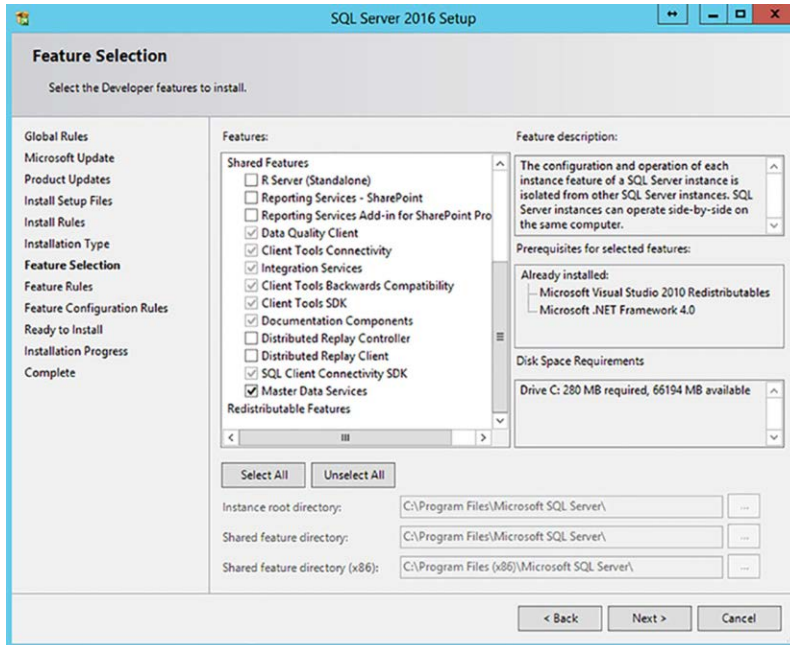 SQL Server 2016 Setup
Feature Selection
Select the Developer features to install.
Global Rules
Microsoft Update
Product Updates
Install Setup Files
Install Rules
Installation Type
Feature Selection
Feature Rules
Feature Configuration Rules
Ready to Install
Installation Progress
Complete
Features:
Shared Features
R Server (Standalone)
Reporting Services - SharePoint
Reporting Services Add-in for SharePoint Pro
Data Quality Client
Client Tools Connectivity
Integration Services
Client Tools Backwards Compatibility
Client Tools SDK
Documentation Components
Distributed Replay Controller
Distributed Replay Client
SQL Client Connectivity SDK
Master Data Services
Redistributable Features
Feature description:
The configuration and operation of each
instance feature of a SQL Server instance is
isolated from other SQL Server instances. SQL
Server instances can operate side-by-side on
the same computer.
Prerequisites for selected features:
Already installed:
Microsoft Visual Studio 2010 Redistributables
Microsoft .NET Framework 4.0
Disk Space Requirements
Drive C: 280 MB required, 66194 MB available
Select All
Unselect All
Instance root directory:
C:\Program Files\Microsoft SQL Server\
...
Shared feature directory:
C:\Program Files\Microsoft SQL Server\
...
Shared feature directory (x86):
C:\Program Files (x86)\Microsoft SQL Server\
...
< Back
Next >
Cancel